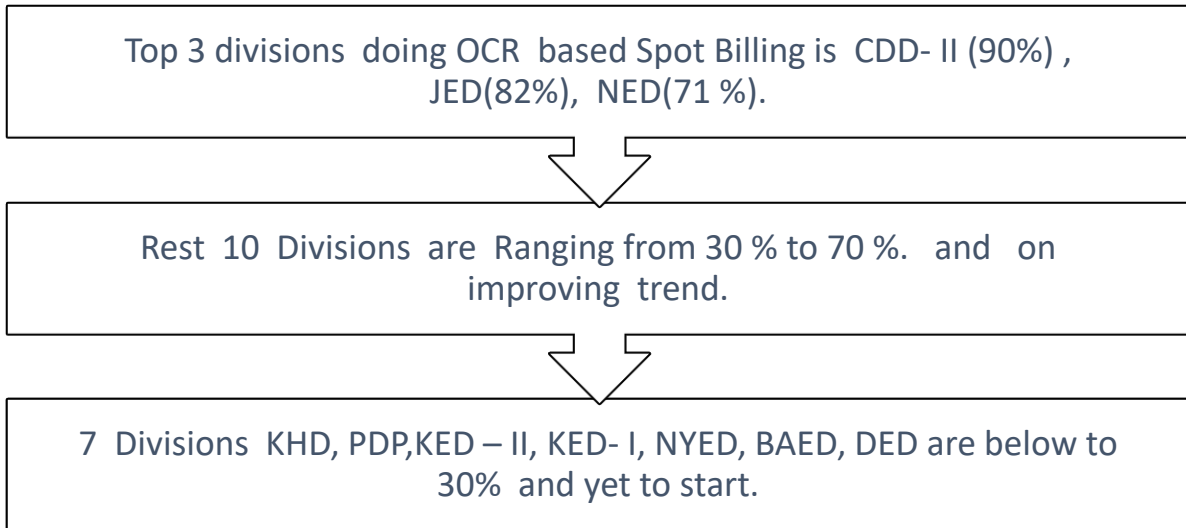 Top 3 divisions doing OCR based Spot Billing is CDD- II (90%) ,
JED(82%), NED(71 %).
Rest 10 Divisions are Ranging from 30 % to 70 %. and on
improving trend.
7 Divisions KHD, PDP,KED – II, KED- I, NYED, BAED, DED are below to
30% and yet to start.